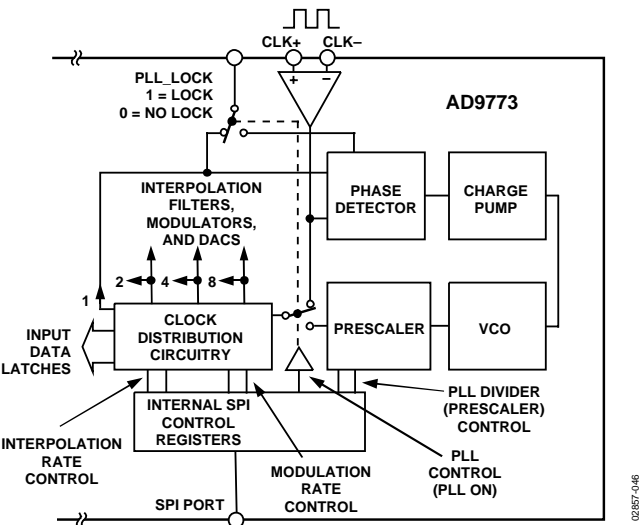 CLK+ CLK–
+ –
PLL_LOCK
1 = LOCK
0 = NO LOCK
AD9773
INTERPOLATION
FILTERS,
MODULATORS,
AND DACS
PHASE
DETECTOR
CHARGE
PUMP
2 4 8
1
CLOCK
DISTRIBUTION
CIRCUITRY
PRESCALER
VCO
INPUT
DATA
LATCHES
INTERNAL SPI
CONTROL
REGISTERS
PLL DIVIDER
(PRESCALER)
CONTROL
INTERPOLATION
RATE
CONTROL
MODULATION
RATE
CONTROL
PLL
CONTROL
(PLL ON)
SPI PORT
02857-046